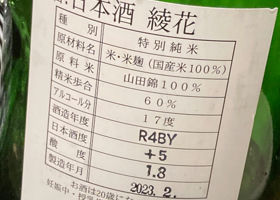 日本酒 綾花
種別 特別純米
原材料名 米・米麹(国産米100%)
原料米 山田錦100%
精米歩合 60%
アルコール分 17度
酒造年度 R4BY
日本酒度 +5
酸度 1.8
製造年月 2023.2.
お酒は20歳にな
妊娠中・授